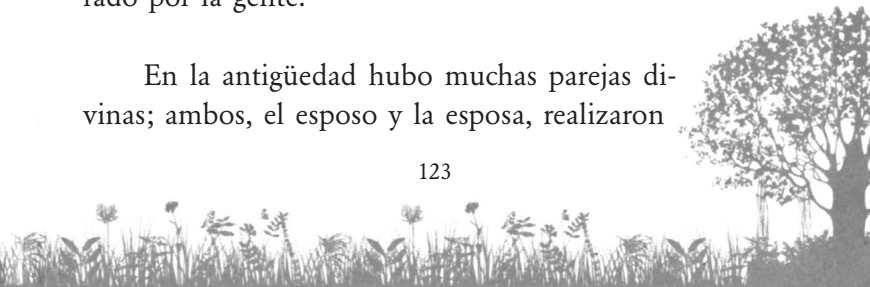 rado por la gente.
En la antigüedad hubo muchas parejas di-
vinas; ambos, el esposo y la esposa, realizaron
123